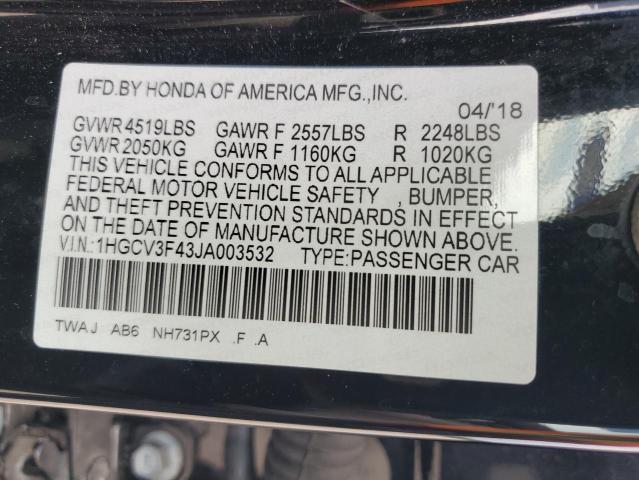 MFD.BY HONDA OF AMERICA MFG.,INC.
04/'18
GVWR 4519LBS GAWR F 2557LBS R 2248LBS
GVWR 2050KG GAWR F 1160KG R 1020KG
THIS VEHICLE CONFORMS TO ALL APPLICABLE
FEDERAL MOTOR VEHICLE SAFETY , BUMPER,
AND THEFT PREVENTION STANDARDS IN EFFECT
ON THE DATE OF MANUFACTURE SHOWN ABOVE.
V.I.N.:1HGCV3F43JA003532 TYPE:PASSENGER CAR
TWAJ AB6 NH731PX .F .A